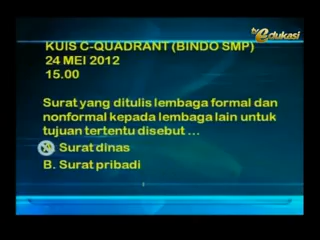 tv edukasi
KUIS C-QUADRANT (BINDO SMP)
24 MEI 2012
15.00
Surat yang ditulis lembaga formal dan
nonformal kepada lembaga lain untuk
tujuan tertentu disebut ...
Surat dinas
B. Surat pribadi